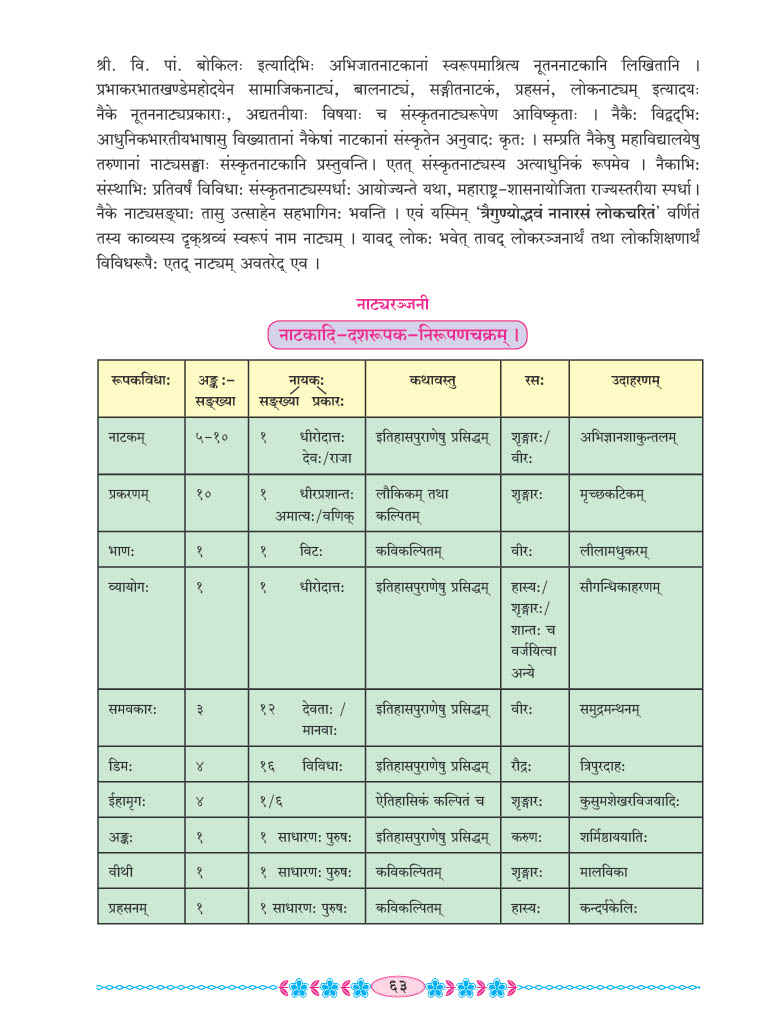 श्री. वि. पां. बोकिलः इत्यादिभिः अभिजातनाटकानां स्वरूपमाश्रित्य नूतननाटकानि लिखितानि ।
प्रभाकरभातखण्डेमहोदयेन सामाजिकनाट्यं, बालनाट्यं, सङ्गीतनाटकं, प्रहसनं, लोकनाट्यम् इत्यादयः
नैके नूतननाट्यप्रकाराः, अद्यतनीयाः विषयाः च संस्कृतनाट्यरूपेण आविष्कृताः । नैकैः विद्वद्भिः
आधुनिकभारतीयभाषासु विख्यातानां नैकेषां नाटकानां संस्कृतेन अनुवादः कृतः । सम्प्रति नैकेषु महाविद्यालयेषु
तरुणानां नाट्यसङ्घाः संस्कृतनाटकानि प्रस्तुवन्ति । एतत् संस्कृतनाट्यस्य अत्याधुनिकं रूपमेव । नैकाभिः
संस्थाभिः प्रतिवर्षं विविधाः संस्कृतनाट्यस्पर्धाः आयोज्यन्ते यथा, महाराष्ट्र-शासनायोजिता राज्यस्तरीया स्पर्धा ।
नैके नाट्यसङ्घाः तासु उत्साहेन सहभागिनः भवन्ति । एवं यस्मिन् ‘त्रैगुण्योद्भवं नानारसं लोकचरितं’ वर्णितं
तस्य काव्यस्य दृक्श्रव्यं स्वरूपं नाम नाट्यम् । यावद् लोकः भवेत् तावद् लोकरञ्जनार्थं तथा लोकशिक्षणार्थं
विविधरूपैः एतद् नाट्यम् अवतरेद् एव ।
नाट्यरञ्जनी
नाटकादि-दशरूपक-निरूपणचक्रम् ।
रूपकविधाः अङ्कः- नायकः कथावस्तु रसः उदाहरणम्
सङ्ख्या सङ्ख्या प्रकारः
नाटकम् ५-१० १ धीरोदात्तः इतिहासपुराणेषु प्रसिद्धम् शृङ्गारः/ अभिज्ञानशाकुन्तलम्
देवः/राजा वीरः
प्रकरणम् १० १ धीरप्रशान्तः लौकिकम् तथा शृङ्गारः मृच्छकटिकम्
अमात्यः/वणिक् कल्पितम्
भाणः १ १ विटः कविकल्पितम् वीरः लीलामधुकरम्
व्यायोगः १ १ धीरोदात्तः इतिहासपुराणेषु प्रसिद्धम् हास्यः/ सौगन्धिकाहरणम्
शृङ्गारः/
शान्तः च
वर्जयित्वा
अन्ये
समवकारः ३ १२ देवताः / इतिहासपुराणेषु प्रसिद्धम् वीरः समुद्रमन्थनम्
मानवाः
डिमः ४ १६ विविधाः इतिहासपुराणेषु प्रसिद्धम् रौद्रः त्रिपुरदाहः
ईहामृगः ४ १/६ ऐतिहासिकं कल्पितं च शृङ्गारः कुसुमशेखरविजयादिः
अङ्कः १ १ साधारणः पुरुषः इतिहासपुराणेषु प्रसिद्धम् करुणः शर्मिष्ठाययातिः
वीथी १ १ साधारणः पुरुषः कविकल्पितम् शृङ्गारः मालविका
प्रहसनम् १ १ साधारणः पुरुषः कविकल्पितम् हास्यः कन्दर्पकेलिः
६३